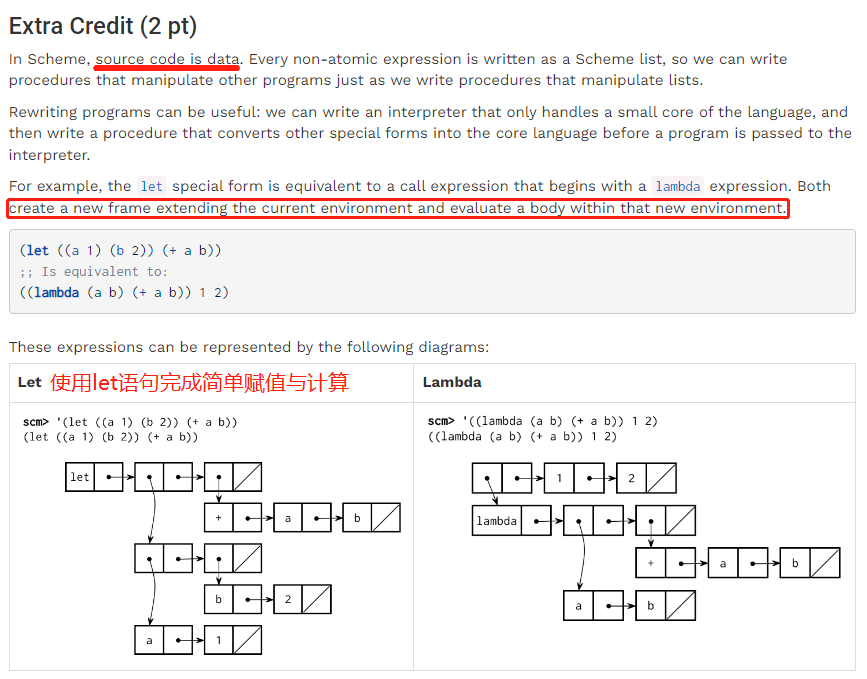 Extra Credit (2 pt)
In Scheme, source code is data. Every non-atomic expression is written as a Scheme list, so we can write
procedures that manipulate other programs just as we write procedures that manipulate lists.
Rewriting programs can be useful: we can write an interpreter that only handles a small core of the language, and
then write a procedure that converts other special forms into the core language before a program is passed to the
interpreter.
For example, the let special form is equivalent to a call expression that begins with a lambda expression. Both
create a new frame extending the current environment and evaluate a body within that new environment.
(let ((a 1) (b 2)) (+ a b))
;; Is equivalent to:
((lambda (a b) (+ a b)) 1 2)
These expressions can be represented by the following diagrams:
Let 使用let语句完成简单赋值与计算
scm> '(let ((a 1) (b 2)) (+ a b))
(let ((a 1) (b 2)) (+ a b))
let
+ a b
b 2
a 1
Lambda
scm> '((lambda (a b) (+ a b)) 1 2)
((lambda (a b) (+ a b)) 1 2)
1 2
lambda
+ a b
a b